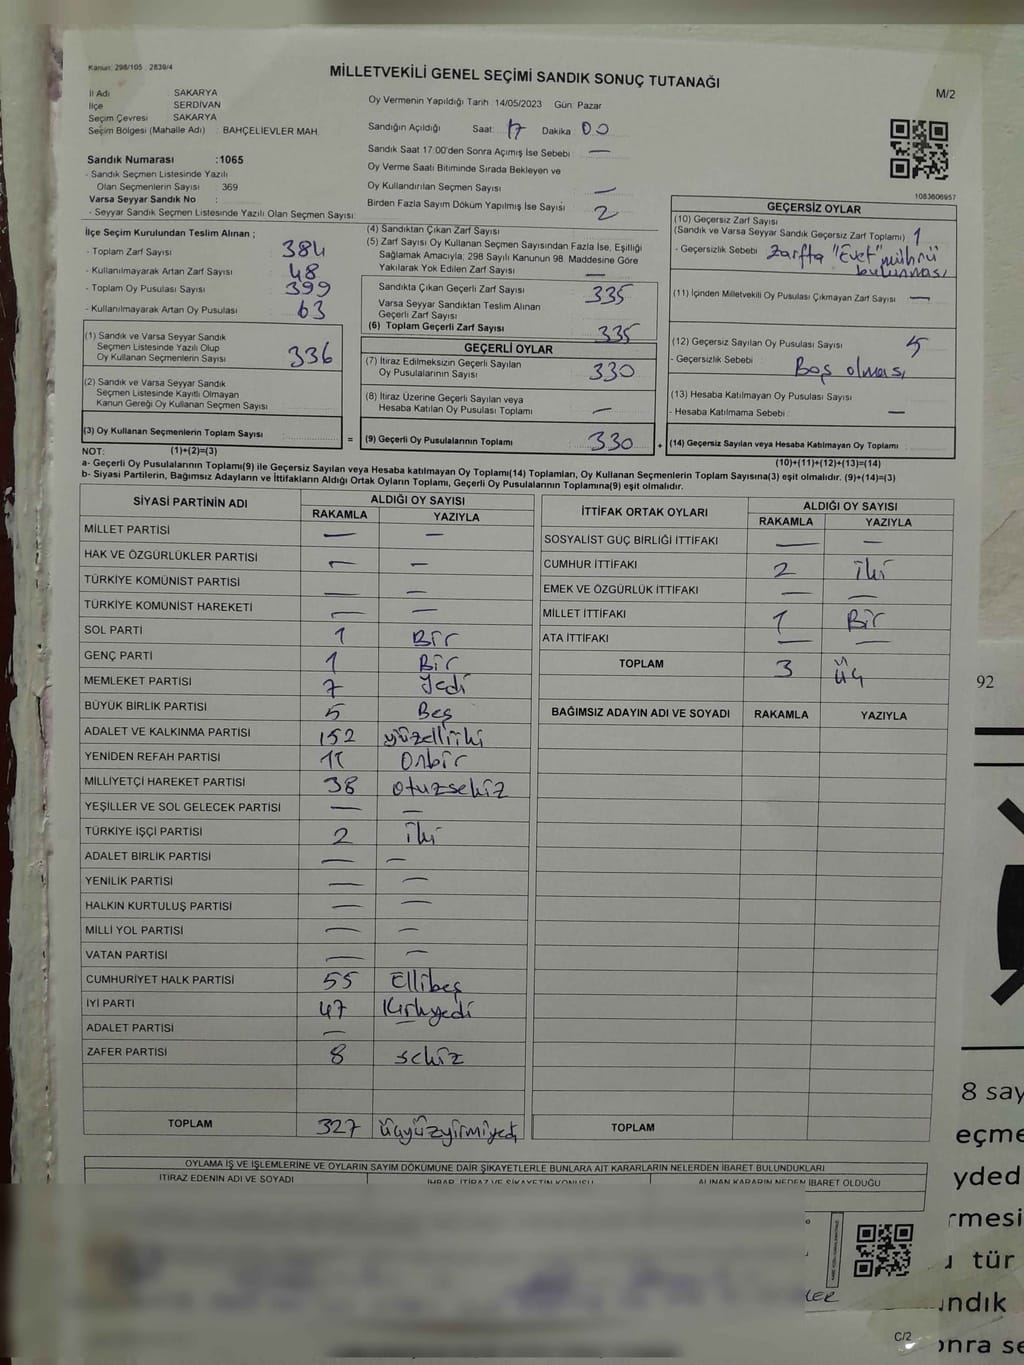 Kanun: 298/105 , 2839/4
MİLLETVEKİLİ GENEL SEÇİMİ SANDIK SONUÇ TUTANAĞI
M/2
İl Adı SAKARYA
İlçe SERDİVAN
Seçim Çevresi SAKARYA
Seçim Bölgesi (Mahalle Adı) : BAHÇELİEVLER MAH.
Oy Vermenin Yapıldığı Tarih :14/05/2023 Gün: Pazar
Sandığın Açıldığı Saat: 17 Dakika: 00
Sandık Saat 17:00'den Sonra Açımış İse Sebebi : —
Oy Verme Saati Bitiminde Sırada Bekleyen ve
Oy Kullandırılan Seçmen Sayısı —
Birden Fazla Sayım Döküm Yapılmış İse Sayısı 2
Sandık Numarası :1065
- Sandık Seçmen Listesinde Yazılı
Olan Seçmenlerin Sayısı : 369
Varsa Seyyar Sandık No :
- Seyyar Sandık Seçmen Listesinde Yazılı Olan Seçmen Sayısı:
1083606957
İlçe Seçim Kurulundan Teslim Alınan ;
- Toplam Zarf Sayısı : 384
- Kullanılmayarak Artan Zarf Sayısı : 48
- Toplam Oy Pusulası Sayısı : 399
- Kullanılmayarak Artan Oy Pusulası : 63
(1) Sandık ve Varsa Seyyar Sandık
Seçmen Listesinde Yazılı Olup
Oy Kullanan Seçmenlerin Sayısı : 336
(2) Sandık ve Varsa Seyyar Sandık
Seçmen Listesinde Kayıtlı Olmayan
Kanun Gereği Oy Kullanan Seçmen Sayısı :
(3) Oy Kullanan Seçmenlerin Toplam Sayısı :
(4) Sandıktan Çıkan Zarf Sayısı
(5) Zarf Sayısı Oy Kullanan Seçmen Sayısından Fazla İse, Eşitliği
Sağlamak Amacıyla, 298 Sayılı Kanunun 98. Maddesine Göre
Yakılarak Yok Edilen Zarf Sayısı : —
Sandıkta Çıkan Geçerli Zarf Sayısı : 335
Varsa Seyyar Sandıktan Teslim Alınan
Geçerli Zarf Sayısı :
(6) Toplam Geçerli Zarf Sayısı 335
GEÇERLİ OYLAR
(7) İtiraz Edilmeksizin Geçerli Sayılan
Oy Pusulalarının Sayısı : 330
(8) İtiraz Üzerine Geçerli Sayılan veya
Hesaba Katılan Oy Pusulası Toplamı : —
= (9) Geçerli Oy Pusulalarının Toplamı : 330 +
GEÇERSİZ OYLAR
(10) Geçersiz Zarf Sayısı
(Sandık ve Varsa Seyyar Sandık Geçersiz Zarf Toplamı) : 1
- Geçersizlik Sebebi : Zarfta "Evet" mührü
bulunması
(11) İçinden Milletvekili Oy Pusulası Çıkmayan Zarf Sayısı : —
(12) Geçersiz Sayılan Oy Pusulası Sayısı : 5
- Geçersizlik Sebebi : Boş olması
(13) Hesaba Katılmayan Oy Pusulası Sayısı :
- Hesaba Katılmama Sebebi : —
(14) Geçersiz Sayılan veya Hesaba Katılmayan Oy Toplamı :
NOT: (1)+(2)=(3)
(10)+(11)+(12)+(13)=(14)
a- Geçerli Oy Pusulalarının Toplamı(9) ile Geçersiz Sayılan veya Hesaba katılmayan Oy Toplamı(14) Toplamları, Oy Kullanan Seçmenlerin Toplam Sayısına(3) eşit olmalıdır. (9)+(14)=(3)
b- Siyasi Partilerin, Bağımsız Adayların ve İttifakların Aldığı Ortak Oyların Toplamı, Geçerli Oy Pusulalarının Toplamına(9) eşit olmalıdır.
SİYASİ PARTİNİN ADI
ALDIĞI OY SAYISI
RAKAMLA YAZIYLA
MİLLET PARTİSİ — —
HAK VE ÖZGÜRLÜKLER PARTİSİ — —
TÜRKİYE KOMÜNİST PARTİSİ — —
TÜRKİYE KOMÜNİST HAREKETİ — —
SOL PARTİ 1 Bir
GENÇ PARTİ 1 Bir
MEMLEKET PARTİSİ 7 Yedi
BÜYÜK BİRLİK PARTİSİ 5 Beş
ADALET VE KALKINMA PARTİSİ 152 yüzelliiki
YENİDEN REFAH PARTİSİ 11 Onbir
MİLLİYETÇİ HAREKET PARTİSİ 38 otuzsekiz
YEŞİLLER VE SOL GELECEK PARTİSİ — —
TÜRKİYE İŞÇİ PARTİSİ 2 İki
ADALET BİRLİK PARTİSİ — —
YENİLİK PARTİSİ — —
HALKIN KURTULUŞ PARTİSİ — —
MİLLİ YOL PARTİSİ — —
VATAN PARTİSİ — —
CUMHURİYET HALK PARTİSİ 55 Ellibeş
İYİ PARTİ 47 Kırkyedi
ADALET PARTİSİ —
ZAFER PARTİSİ 8 sekiz
TOPLAM 327 üçyüzyirmiyedi
İTTİFAK ORTAK OYLARI
ALDIĞI OY SAYISI
RAKAMLA YAZIYLA
SOSYALİST GÜÇ BİRLİĞİ İTTİFAKI — —
CUMHUR İTTİFAKI 2 İki
EMEK VE ÖZGÜRLÜK İTTİFAKI — —
MİLLET İTTİFAKI 1 Bir
ATA İTTİFAKI — —
TOPLAM 3 üç
BAĞIMSIZ ADAYIN ADI VE SOYADI RAKAMLA YAZIYLA
TOPLAM
OYLAMA İŞ VE İŞLEMLERİNE VE OYLARIN SAYIM DÖKÜMÜNE DAİR ŞİKAYETLERLE BUNLARA AİT KARARLARIN NELERDEN İBARET BULUNDUKLARI
İTİRAZ EDENİN ADI VE SOYADI
İHBAR, İTİRAZ VE ŞİKAYETİN KONUSU
ALINAN KARARIN NEDEN İBARET OLDUĞU
LER
C/2
92
8 say
eçme
yded
rmesi
u tür
ındık
onra se